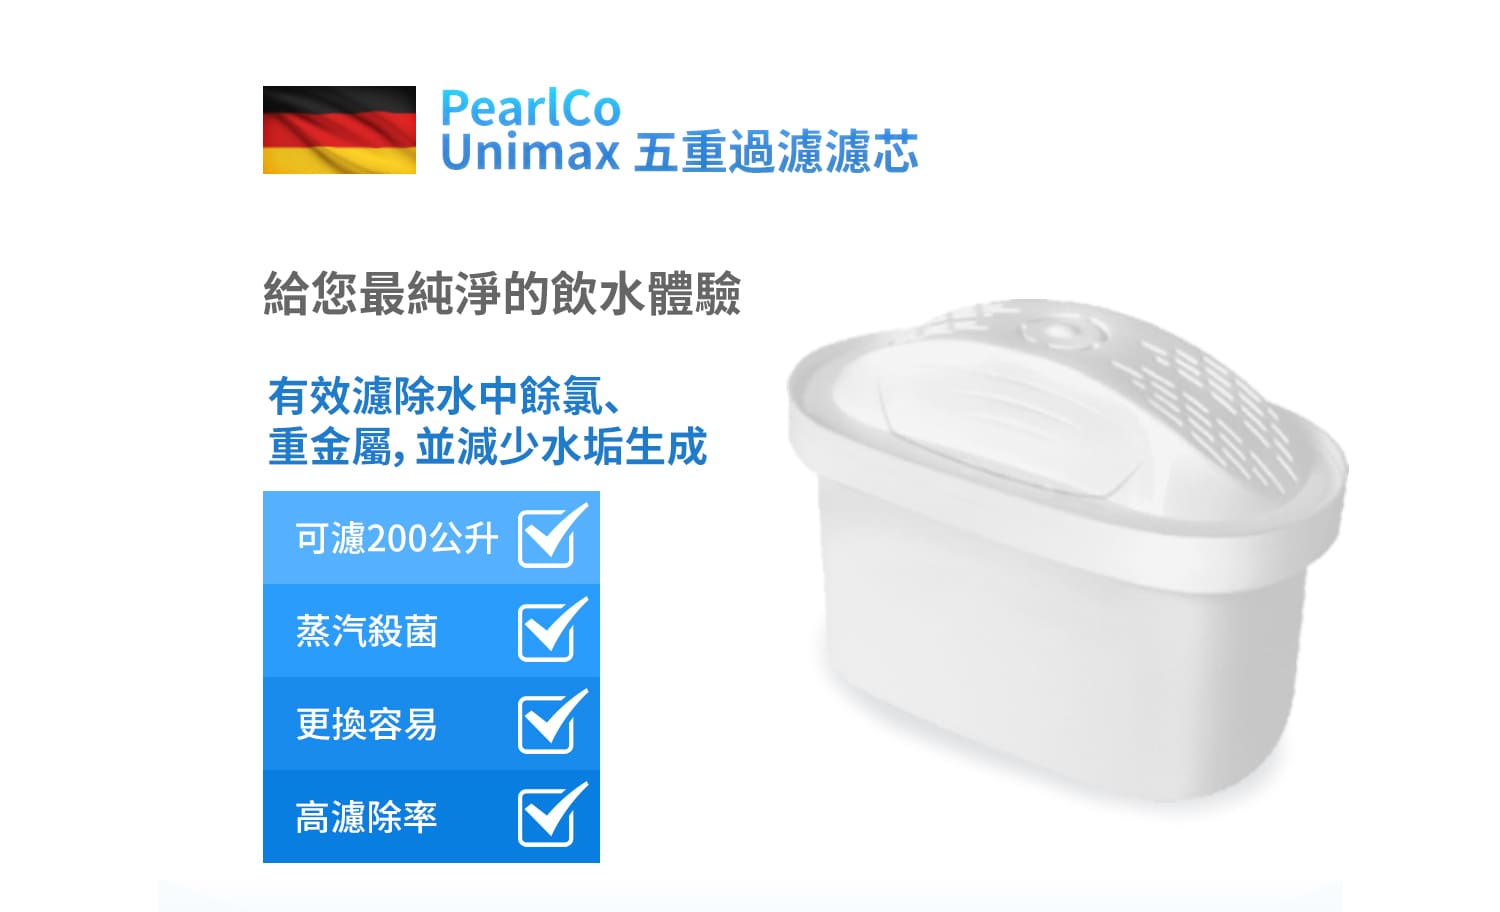 PearlCo
Unimax 五重過濾濾芯
給您最純淨的飲水體驗
有效濾除水中餘氯、
重金屬, 並減少水垢生成
可濾200公升
蒸汽殺菌
更換容易
高濾除率